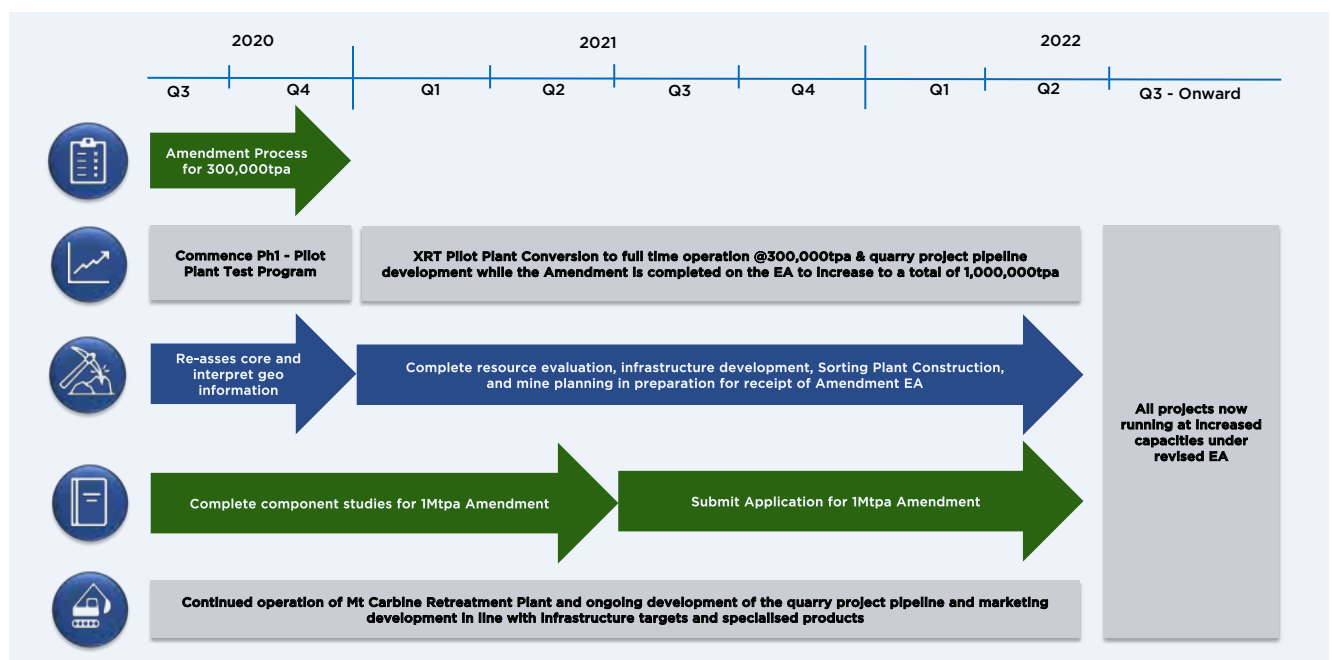 2020
2021
2022
Q3
Q4
Q1
Q2
Q3
Q4
Q1
Q2
Q3 - Onward
Amendment Process
for 300,000tpa
Commence Ph1 - Pilot
Plant Test Program
XRT Pilot Plant Conversion to full time operation @300,000tpa & quarry project pipeline
development while the Amendment is completed on the EA to increase to a total of 1,000,000tpa
Re-asses core and
interpret geo
information
Complete resource evaluation, infrastructure development, Sorting Plant Construction,
and mine planning in preparation for receipt of Amendment EA
All projects now
running at increased
capacities under
revised EA
Complete component studies for 1Mtpa Amendment
Submit Application for 1Mtpa Amendment
Continued operation of Mt Carbine Retreatment Plant and ongoing development of the quarry project pipeline and marketing
development in line with infrastructure targets and specialised products